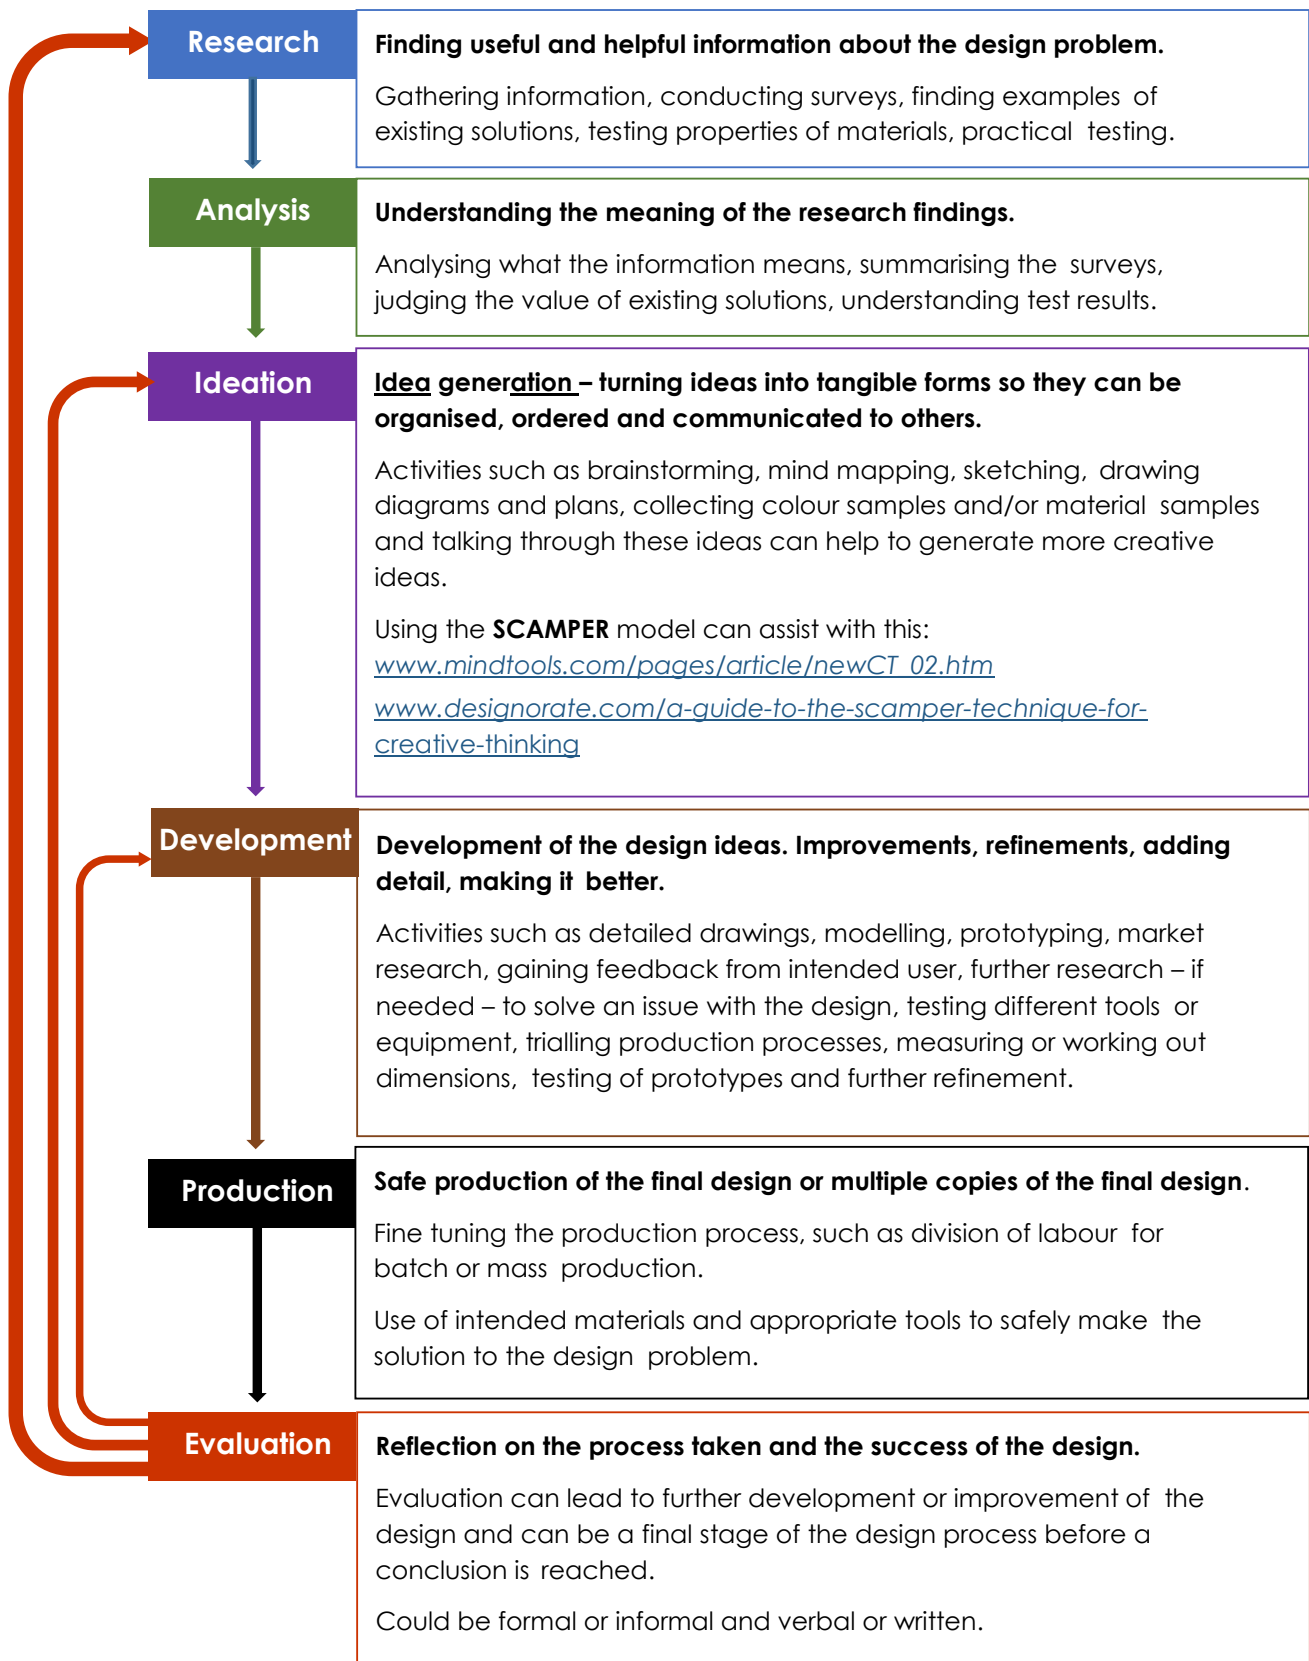 Research
Finding useful and helpful information about the design problem.
Gathering information, conducting surveys, finding examples of
existing solutions, testing properties of materials, practical testing.
Analysis
Understanding the meaning of the research findings.
Analysing what the information means, summarising the surveys,
judging the value of existing solutions, understanding test results.
Ideation
Idea generation – turning ideas into tangible forms so they can be
organised, ordered and communicated to others.
Activities such as brainstorming, mind mapping, sketching, drawing
diagrams and plans, collecting colour samples and/or material samples
and talking through these ideas can help to generate more creative
ideas.
Using the SCAMPER model can assist with this:
www.mindtools.com/pages/article/newCT_02.htm
www.designorate.com/a-guide-to-the-scamper-technique-for-
creative-thinking
Development
Development of the design ideas. Improvements, refinements, adding
detail, making it better.
Activities such as detailed drawings, modelling, prototyping, market
research, gaining feedback from intended user, further research – if
needed – to solve an issue with the design, testing different tools or
equipment, trialling production processes, measuring or working out
dimensions, testing of prototypes and further refinement.
Production
Safe production of the final design or multiple copies of the final design.
Fine tuning the production process, such as division of labour for
batch or mass production.
Use of intended materials and appropriate tools to safely make the
solution to the design problem.
Evaluation
Reflection on the process taken and the success of the design.
Evaluation can lead to further development or improvement of the
design and can be a final stage of the design process before a
conclusion is reached.
Could be formal or informal and verbal or written.